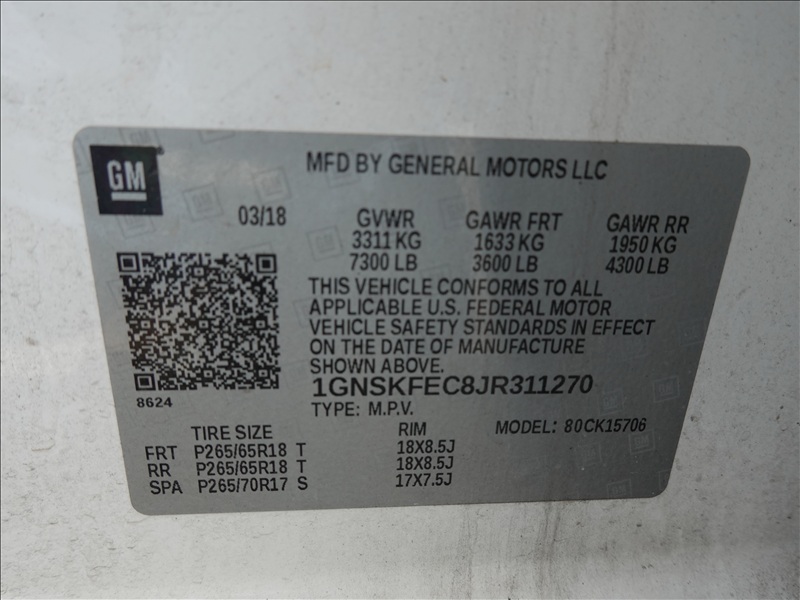 GM
MFD BY GENERAL MOTORS LLC
03/18 GVWR GAWR FRT GAWR RR
3311 KG 1633 KG 1950 KG
7300 LB 3600 LB 4300 LB
THIS VEHICLE CONFORMS TO ALL
APPLICABLE U.S. FEDERAL MOTOR
VEHICLE SAFETY STANDARDS IN EFFECT
ON THE DATE OF MANUFACTURE
SHOWN ABOVE.
1GNSKFEC8JR311270
8624
TYPE: M.P.V.
TIRE SIZE RIM MODEL: 80CK15706
FRT P265/65R18 T 18X8.5J
RR P265/65R18 T 18X8.5J
SPA P265/70R17 S 17X7.5J